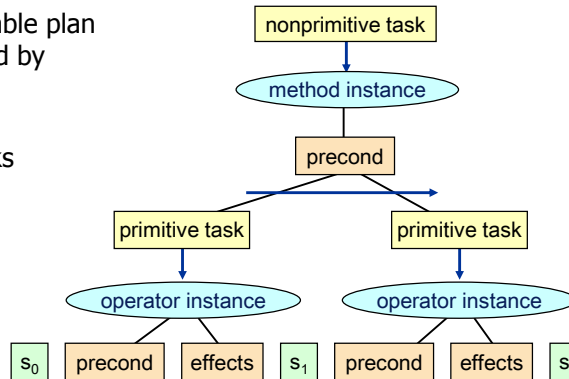 able plan
d by
ks
nonprimitive task
method instance
precond
primitive task primitive task
operator instance operator instance
s₀ precond effects s₁ precond effects s